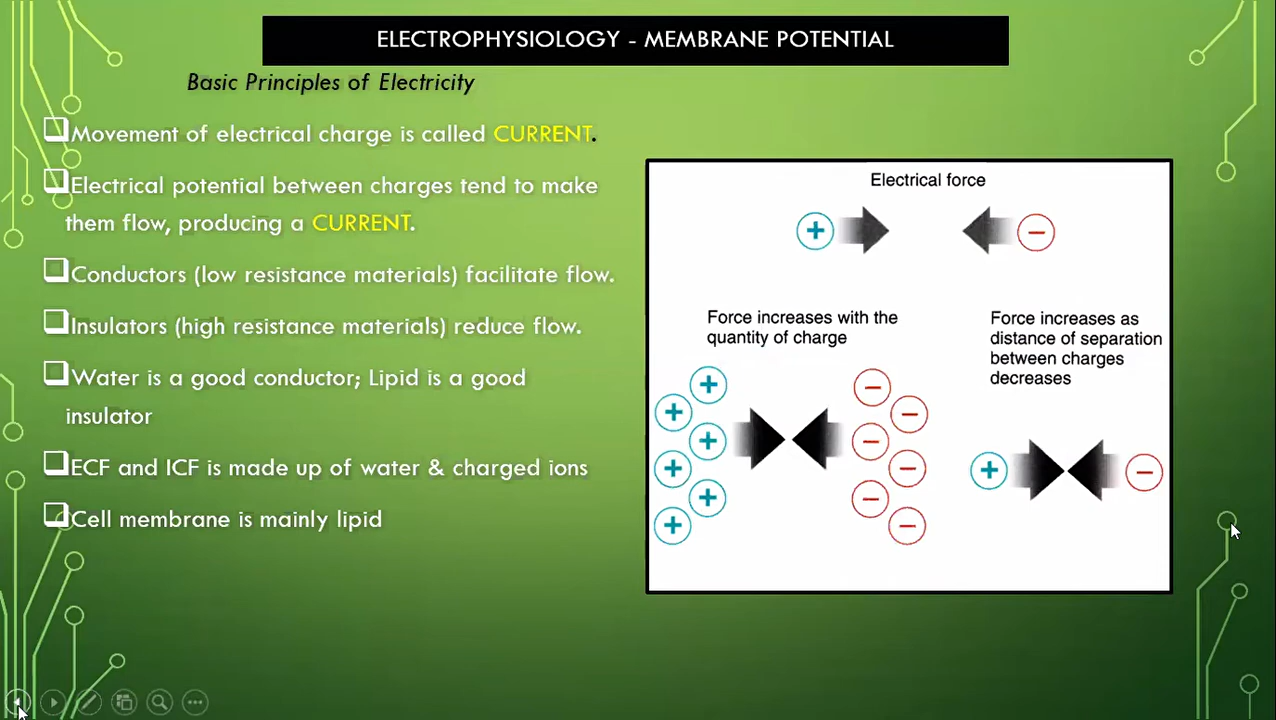 ELECTROPHYSIOLOGY - MEMBRANE POTENTIAL
Basic Principles of Electricity
Movement of electrical charge is called CURRENT.
Electrical potential between charges tend to make
them flow, producing a CURRENT.
Conductors (low resistance materials) facilitate flow.
Insulators (high resistance materials) reduce flow.
Water is a good conductor; Lipid is a good
insulator
ECF and ICF is made up of water & charged ions
Cell membrane is mainly lipid
Electrical force
+ −
Force increases with the
quantity of charge
+ + + + + +
− − − − − −
Force increases as
distance of separation
between charges
decreases
+ −